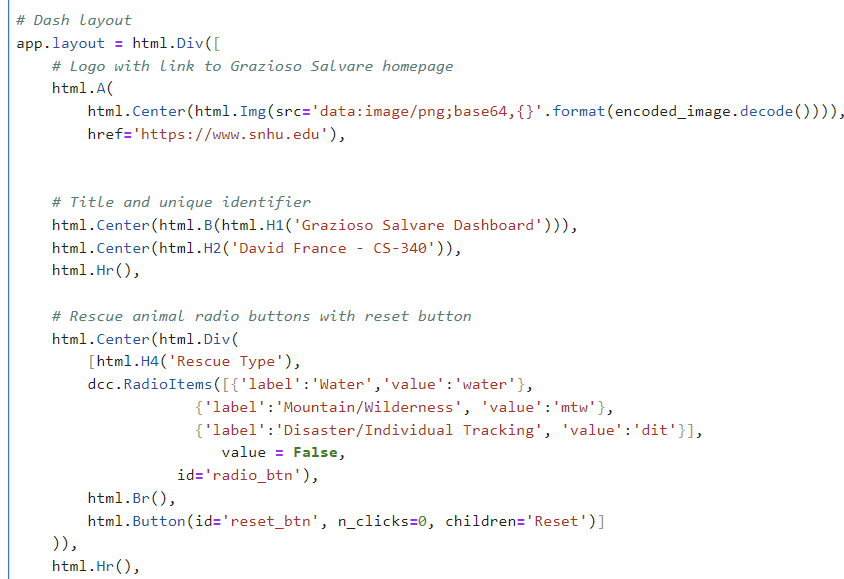 # Dash layout
app.layout = html.Div([
    # Logo with link to Grazioso Salvare homepage
    html.A(
        html.Center(html.Img(src='data:image/png;base64,{}'.format(encoded_image.decode()))),
        href='https://www.snhu.edu'),


    # Title and unique identifier
    html.Center(html.B(html.H1('Grazioso Salvare Dashboard'))),
    html.Center(html.H2('David France - CS-340')),
    html.Hr(),

    # Rescue animal radio buttons with reset button
    html.Center(html.Div(
        [html.H4('Rescue Type'),
        dcc.RadioItems([{'label':'Water','value':'water'},
                    {'label':'Mountain/Wilderness', 'value':'mtw'},
                    {'label':'Disaster/Individual Tracking', 'value':'dit'}],
                       value = False,
                  id='radio_btn'),
        html.Br(),
        html.Button(id='reset_btn', n_clicks=0, children='Reset')]
    )),
    html.Hr(),